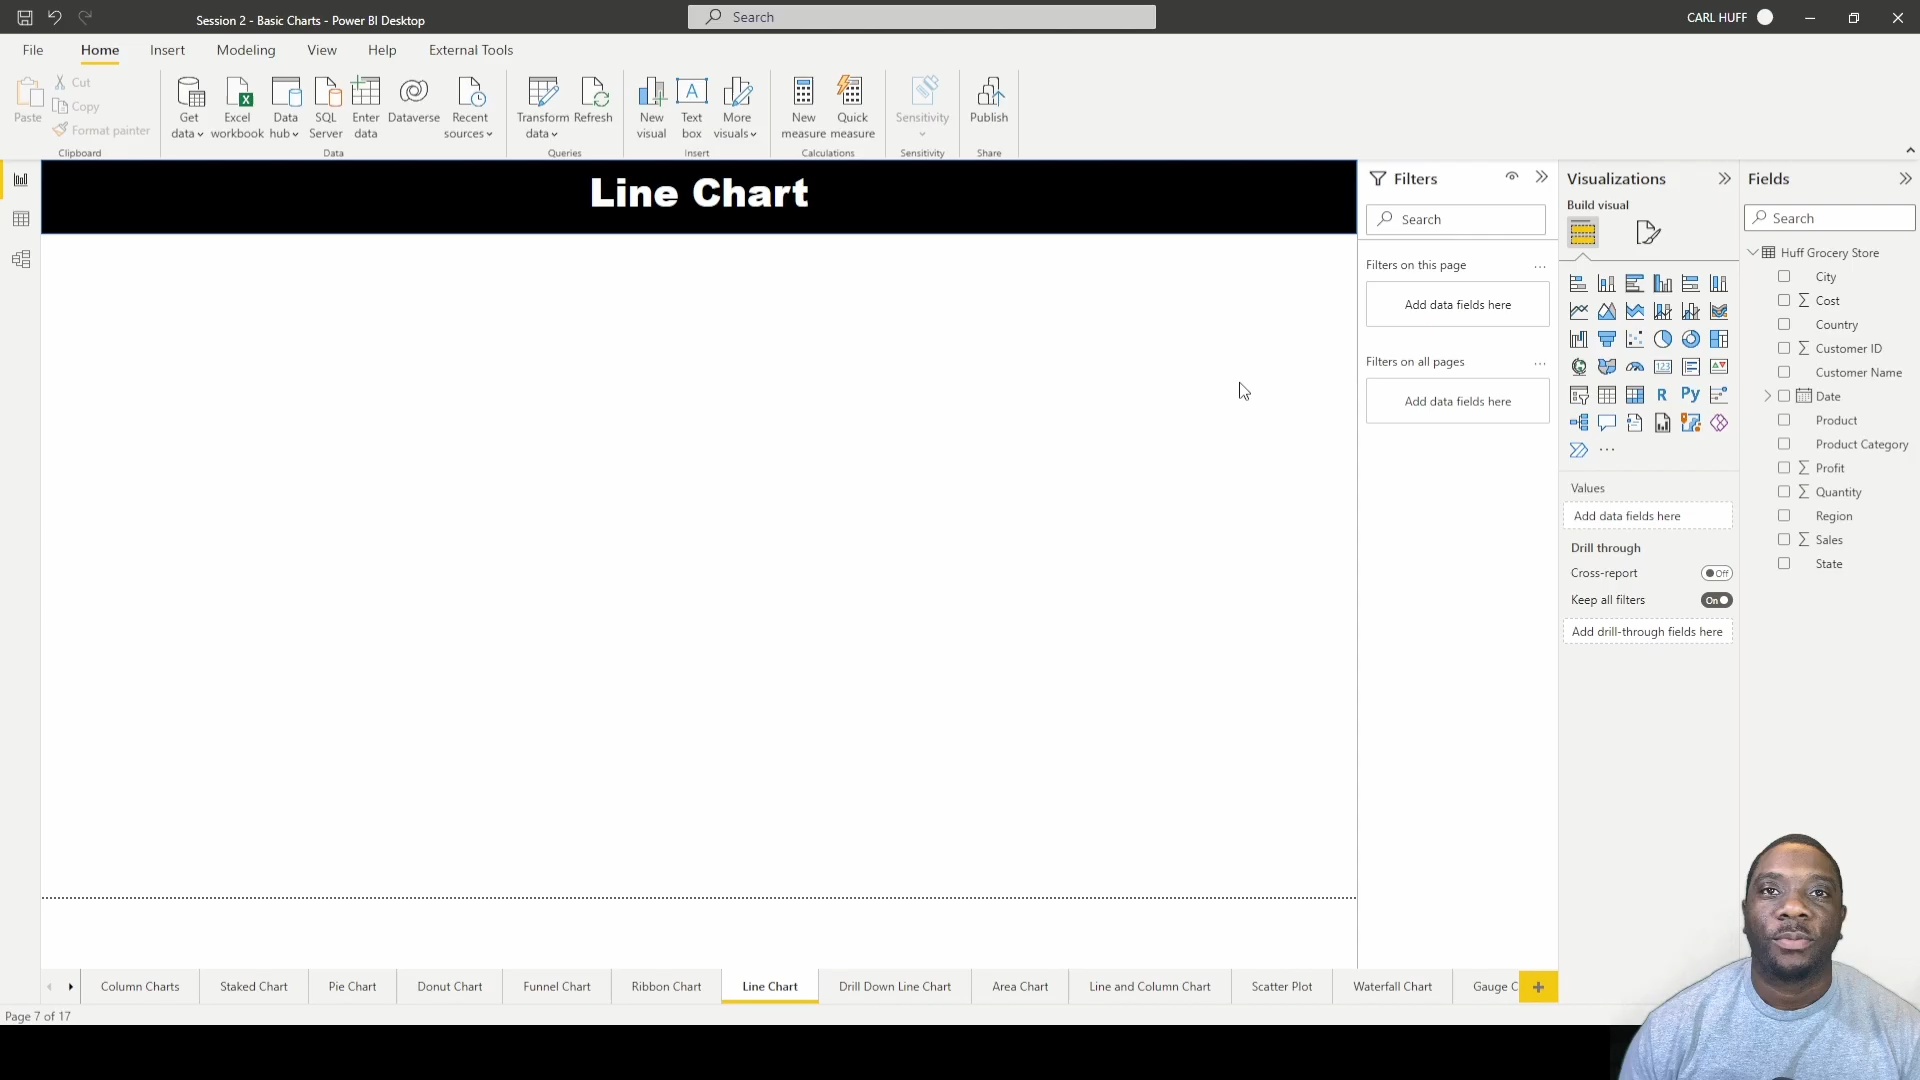 Session 2 - Basic Charts - Power BI Desktop
Search
CARL HUFF
File
Home
Insert
Modeling
View
Help
External Tools
Paste
Cut
Copy
Format painter
Clipboard
Get data
Excel workbook
Data hub
SQL Server
Enter data
Dataverse
Recent sources
Data
Transform data
Refresh
Queries
New visual
Text box
More visuals
Insert
New measure
Quick measure
Calculations
Sensitivity
Sensitivity
Publish
Share
Line Chart
Filters
Search
Filters on this page
...
Add data fields here
Filters on all pages
...
Add data fields here
Visualizations
Build visual
123
R
Py
...
Values
Add data fields here
Drill through
Cross-report
Off
Keep all filters
On
Add drill-through fields here
Fields
Search
Huff Grocery Store
City
Cost
Country
Customer ID
Customer Name
Date
Product
Product Category
Profit
Quantity
Region
Sales
State
Column Charts
Staked Chart
Pie Chart
Donut Chart
Funnel Chart
Ribbon Chart
Line Chart
Drill Down Line Chart
Area Chart
Line and Column Chart
Scatter Plot
Waterfall Chart
Gauge C
Page 7 of 17